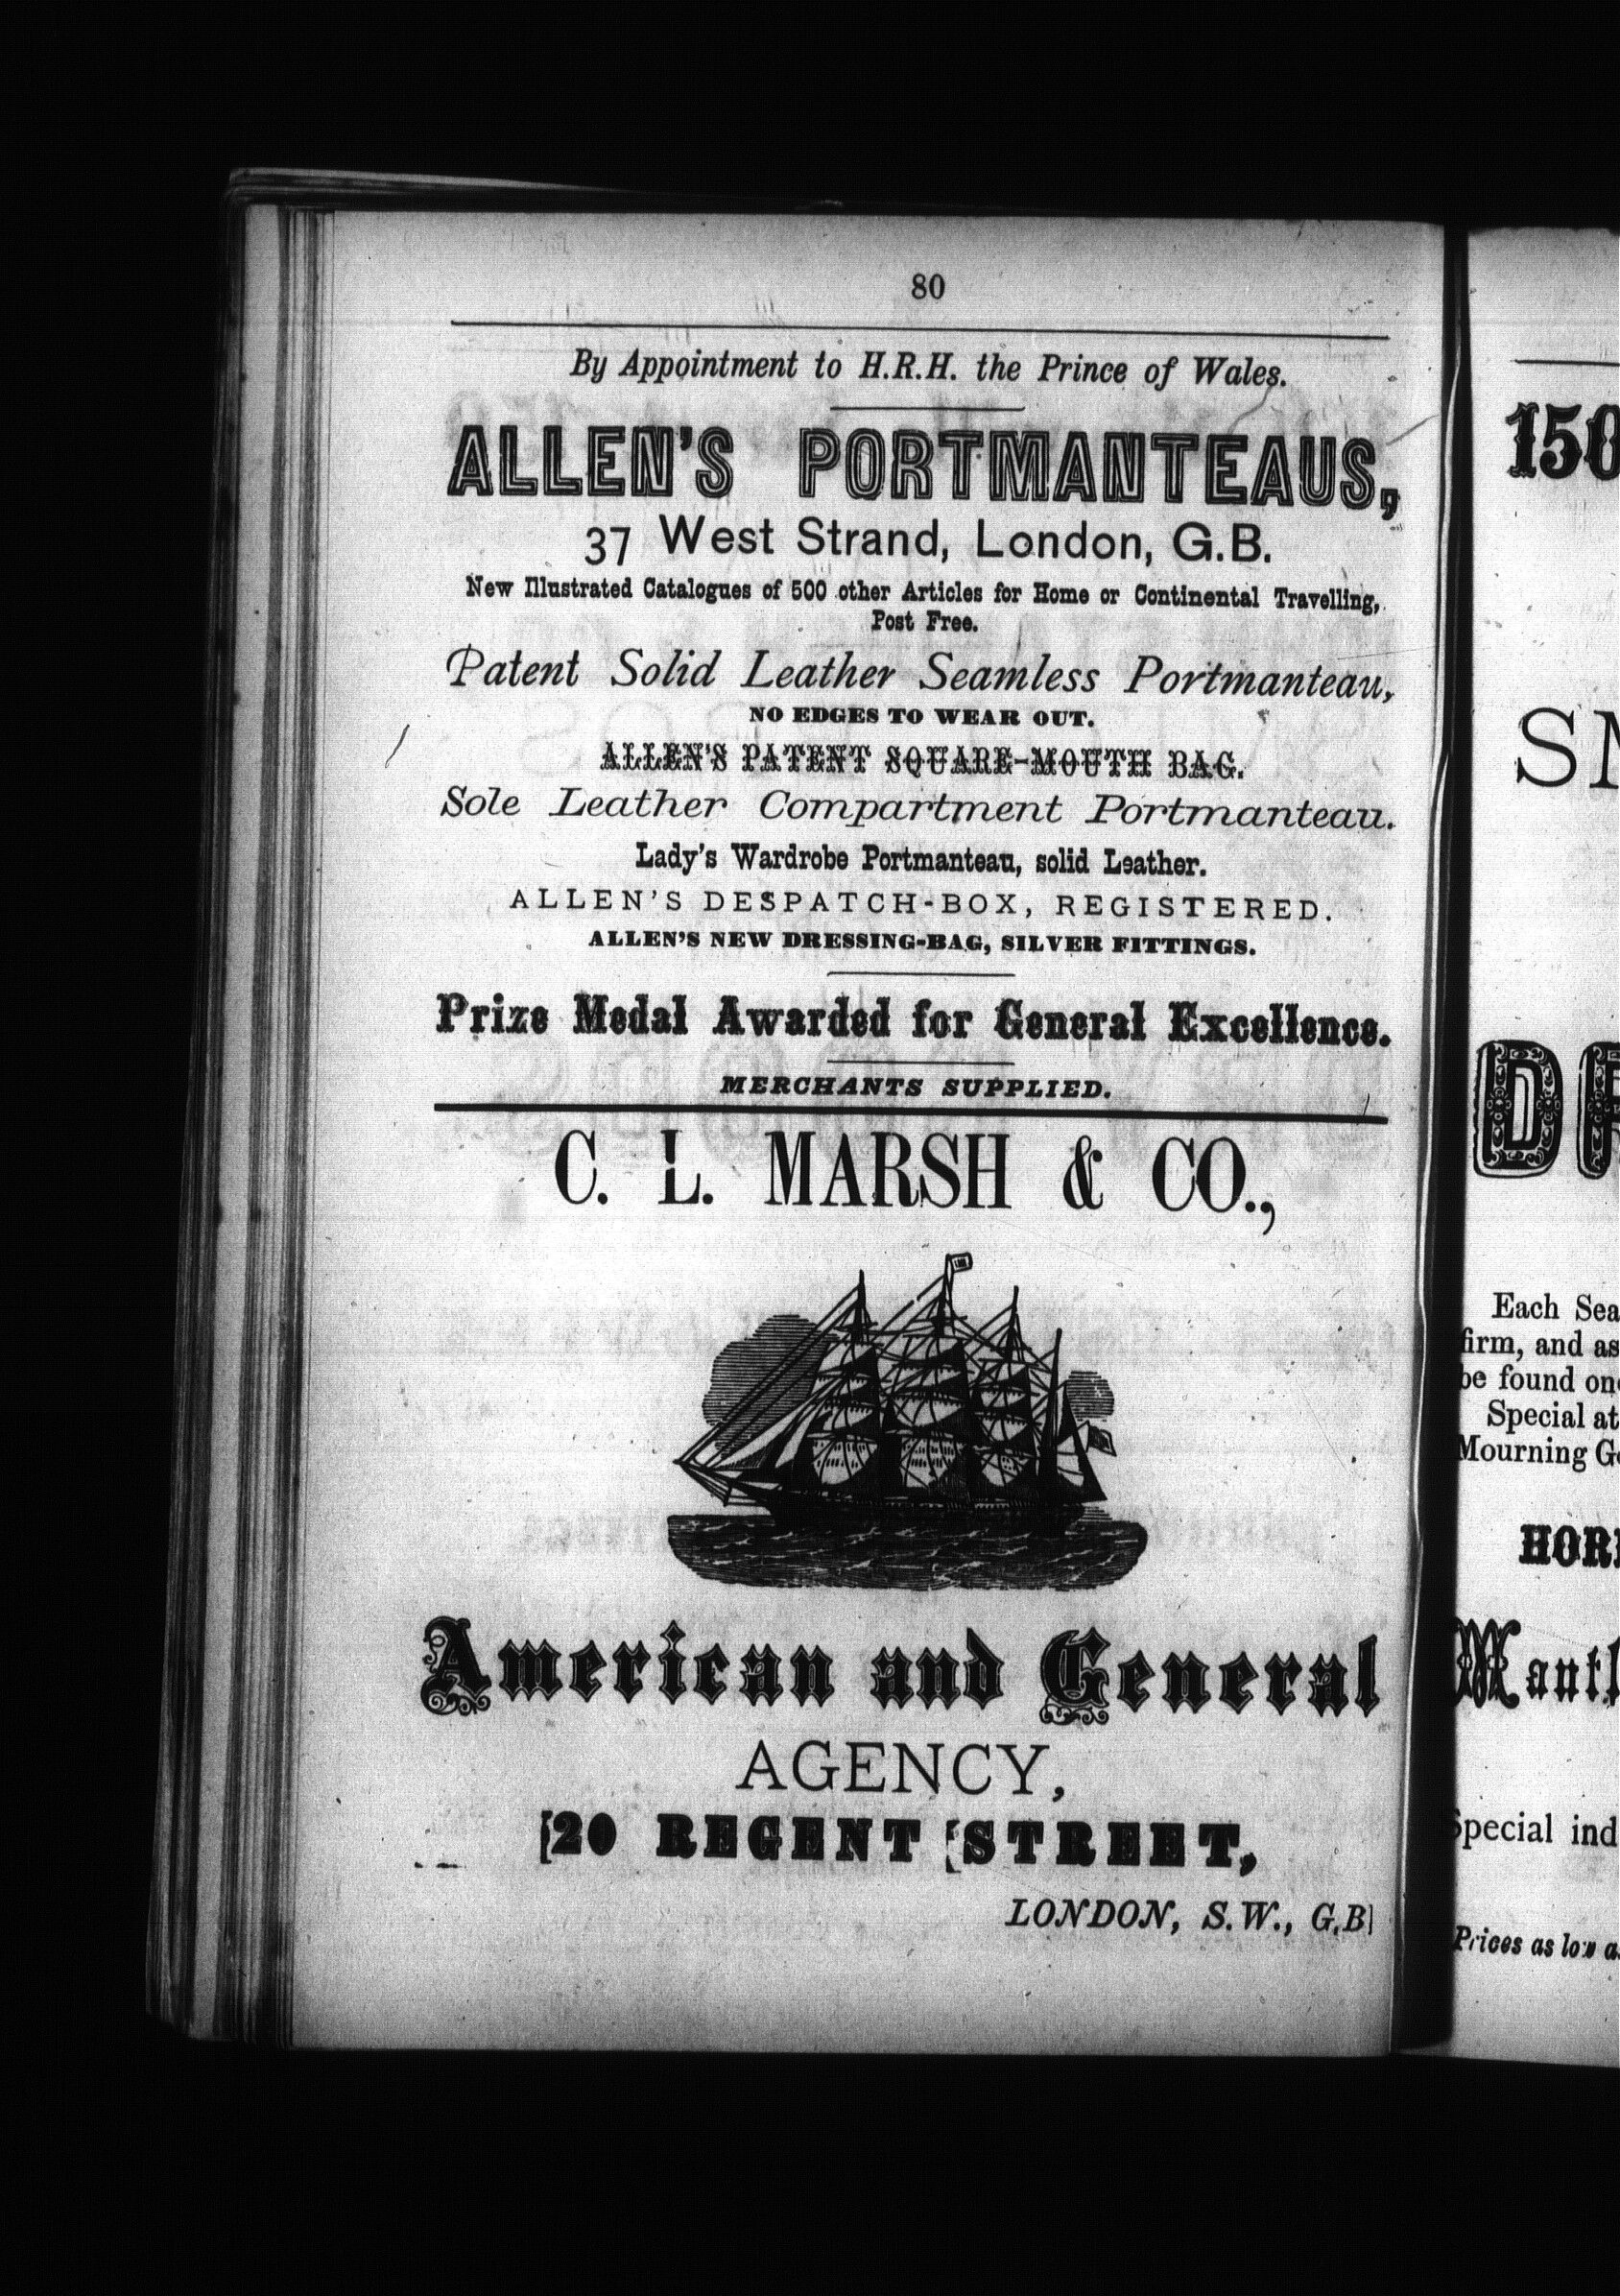 80
By Appointment to H.R.H. the Prince of Wales.
ALLEN'S PORTMANTEAUS,
37 West Strand, London, G.B.
New Illustrated Catalogues of 500 other Articles for Home or Continental Travelling,
Post Free.
Patent Solid Leather Seamless Portmanteau,
NO EDGES TO WEAR OUT.
ALLEN'S PATENT SQUARE-MOUTH BAG.
Sole Leather Compartment Portmanteau.
Lady's Wardrobe Portmanteau, solid Leather.
ALLEN'S DESPATCH-BOX, REGISTERED.
ALLEN'S NEW DRESSING-BAG, SILVER FITTINGS.
Prize Medal Awarded for General Excellence.
MERCHANTS SUPPLIED.
C. L. MARSH & CO.,
American and General
AGENCY,
[20 REGENT [STREET,
LONDON, S.W., G.B]
150
SM
DR
Each Sea
firm, and as
be found on
Special at
Mourning Go
HOR
Mantl
Special ind
Prices as low a